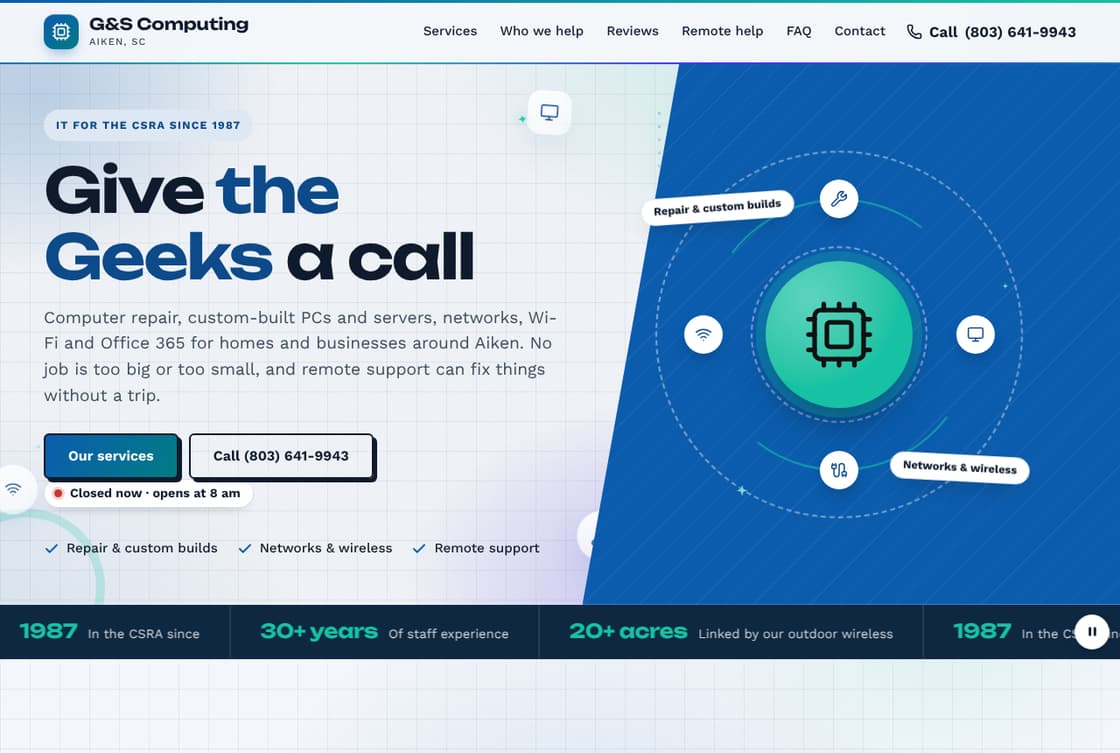 G&S Computing
AIKEN, SC
Services Who we help Reviews Remote help FAQ Contact Call (803) 641-9943
IT FOR THE CSRA SINCE 1987
Give the
Geeks a call
Computer repair, custom-built PCs and servers, networks, Wi-
Fi and Office 365 for homes and businesses around Aiken. No
job is too big or too small, and remote support can fix things
without a trip.
Our services
Call (803) 641-9943
Closed now · opens at 8 am
Repair & custom builds
Networks & wireless
Remote support
Repair & custom builds
Networks & wireless
1987 In the CSRA since
30+ years Of staff experience
20+ acres Linked by our outdoor wireless
1987 In the